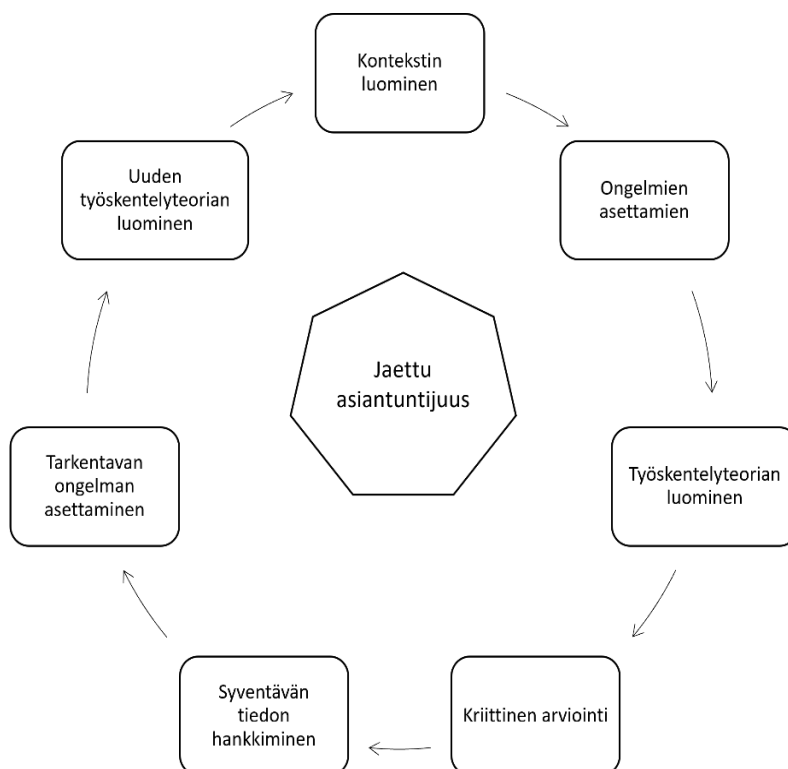 Kontekstin
luominen
Ongelmien
asettamien
Työskentelyteorian
luominen
Kriittinen arviointi
Syventävän
tiedon
hankkiminen
Tarkentavan
ongelman
asettaminen
Uuden
työskentelyteorian
luominen
Jaettu
asiantuntijuus